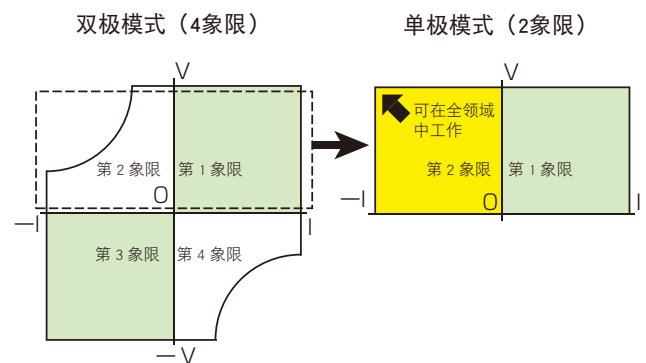 双极模式（4象限）
单极模式（2象限）
V
第 2 象限
第 1 象限
O
—I
I
第 3 象限
第 4 象限
—V
V
可在全领域
中工作
第 2 象限
第 1 象限
—I
O
I